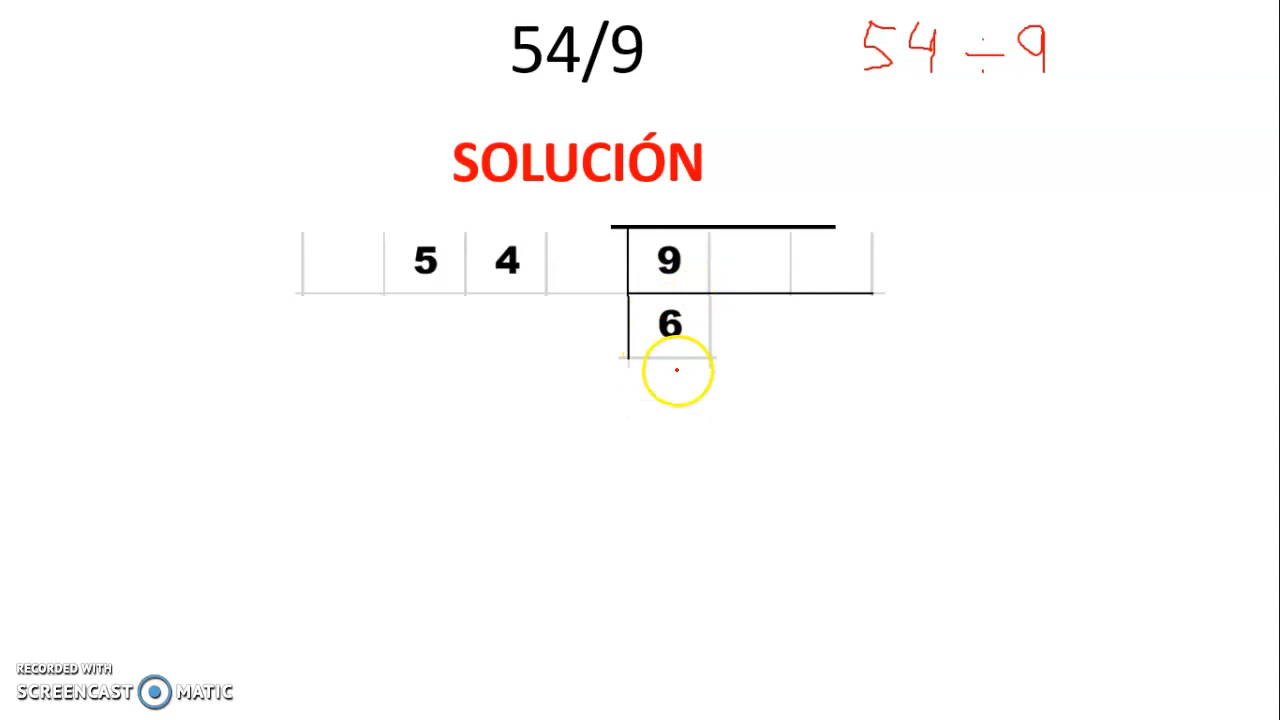 54/9 54 ÷ 9
SOLUCIÓN
5 4 9
6
RECORDED WITH
SCREENCAST MATIC